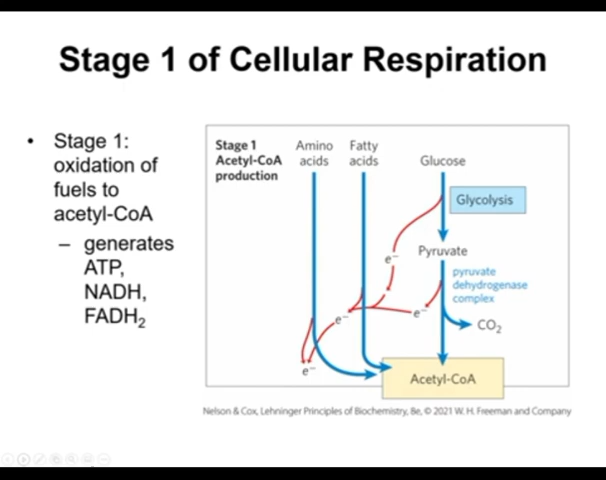 Stage 1 of Cellular Respiration
• Stage 1:
oxidation of
fuels to
acetyl-CoA
– generates
ATP,
NADH,
FADH₂
Stage 1
Acetyl-CoA
production
Amino
acids
Fatty
acids
Glucose
Glycolysis
e⁻
Pyruvate
pyruvate
dehydrogenase
complex
e⁻
e⁻
CO₂
e⁻
Acetyl-CoA
Nelson & Cox, Lehninger Principles of Biochemistry, 8e, © 2021 W. H. Freeman and Company